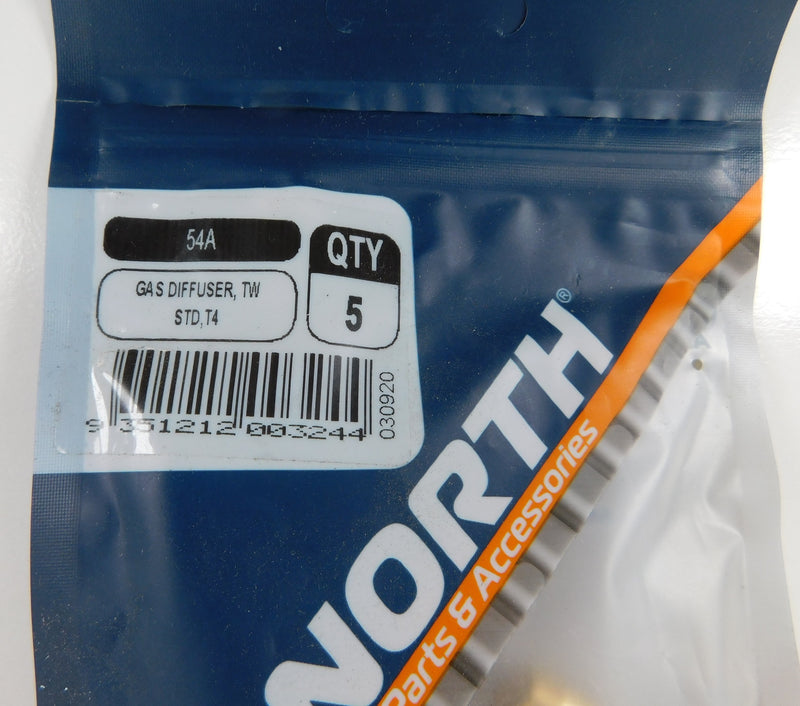 54A
QTY
GAS DIFFUSER, TW
STD,T4
5
9 351212 003244
030920
NORTH®
Parts & Accessories